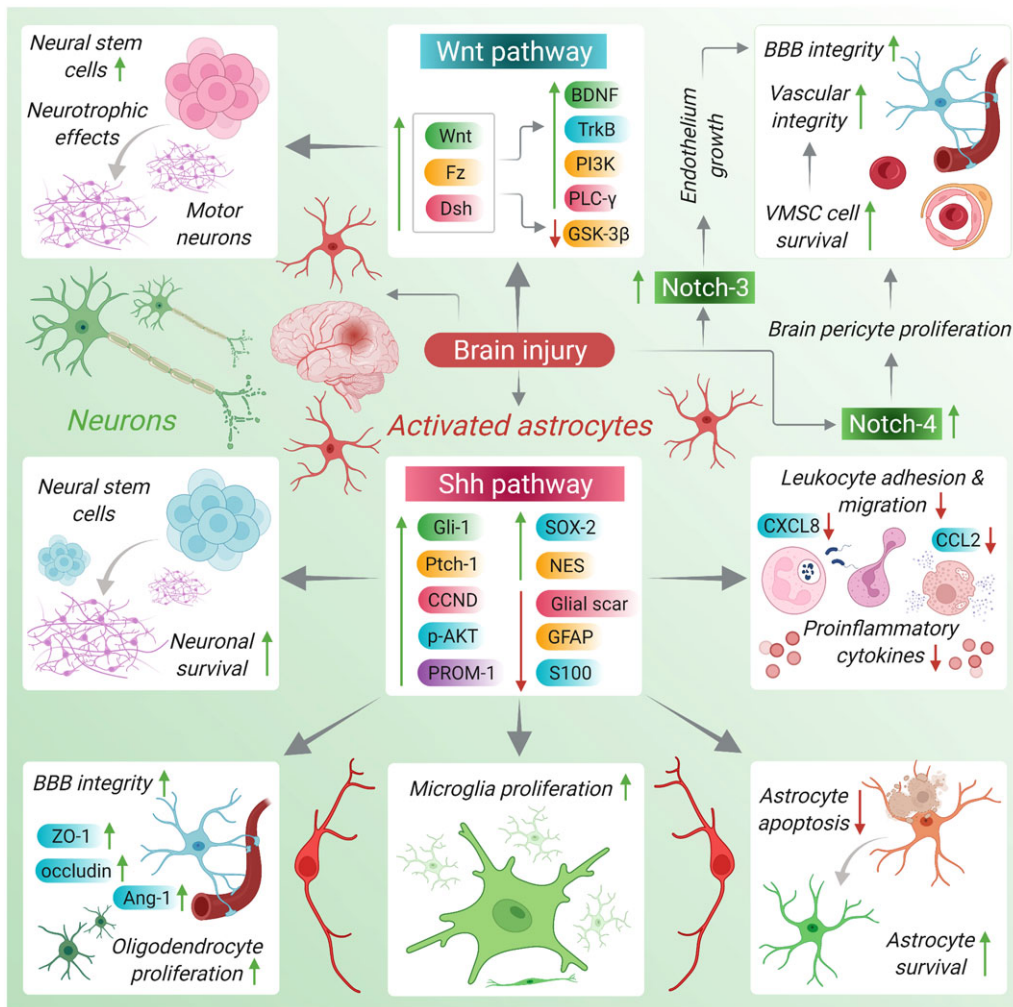 Neural stem
cells
Neurotrophic
effects
Motor
neurons
Wnt pathway
Wnt
Fz
Dsh
BDNF
TrkB
PI3K
PLC-γ
GSK-3β
Endothelium
growth
BBB integrity
Vascular
integrity
VMSC cell
survival
Notch-3
Brain injury
Brain pericyte proliferation
Neurons
Activated astrocytes
Notch-4
Neural stem
cells
Neuronal
survival
Shh pathway
Gli-1
Ptch-1
CCND
p-AKT
PROM-1
SOX-2
NES
Glial scar
GFAP
S100
Leukocyte adhesion &
migration
CXCL8
CCL2
Proinflammatory
cytokines
BBB integrity
ZO-1
occludin
Ang-1
Oligodendrocyte
proliferation
Microglia proliferation
Astrocyte
apoptosis
Astrocyte
survival